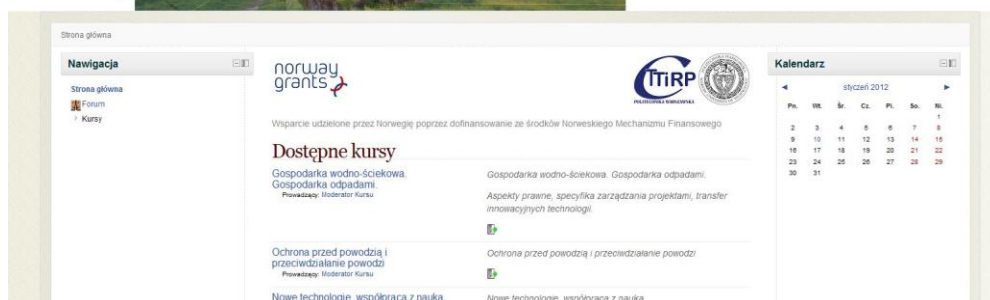 Strona główna
Nawigacja
Strona główna
Forum
Kursy
norway
grants
TTiRP
POLITECHNIKA WARSZAWSKA
Wsparcie udzielone przez Norwegię poprzez dofinansowanie ze środków Norweskiego Mechanizmu Finansowego
Dostępne kursy
Gospodarka wodno-ściekowa.
Gospodarka odpadami.
Prowadzący: Moderator Kursu
Gospodarka wodno-ściekowa. Gospodarka odpadami.
Aspekty prawne, specyfika zarządzania projektami, transfer
innowacyjnych technologii.
Ochrona przed powodzią i
przeciwdziałanie powodzi
Prowadzący: Moderator Kursu
Ochrona przed powodzią i przeciwdziałanie powodzi
Nowe technologie, współpraca z nauką
Nowe technologie, współpraca z nauką
Kalendarz
styczeń 2012
Pn. Wt. Śr. Cz. Pt. So. Ni.
1
2 3 4 5 6 7 8
9 10 11 12 13 14 15
16 17 18 19 20 21 22
23 24 25 26 27 28 29
30 31